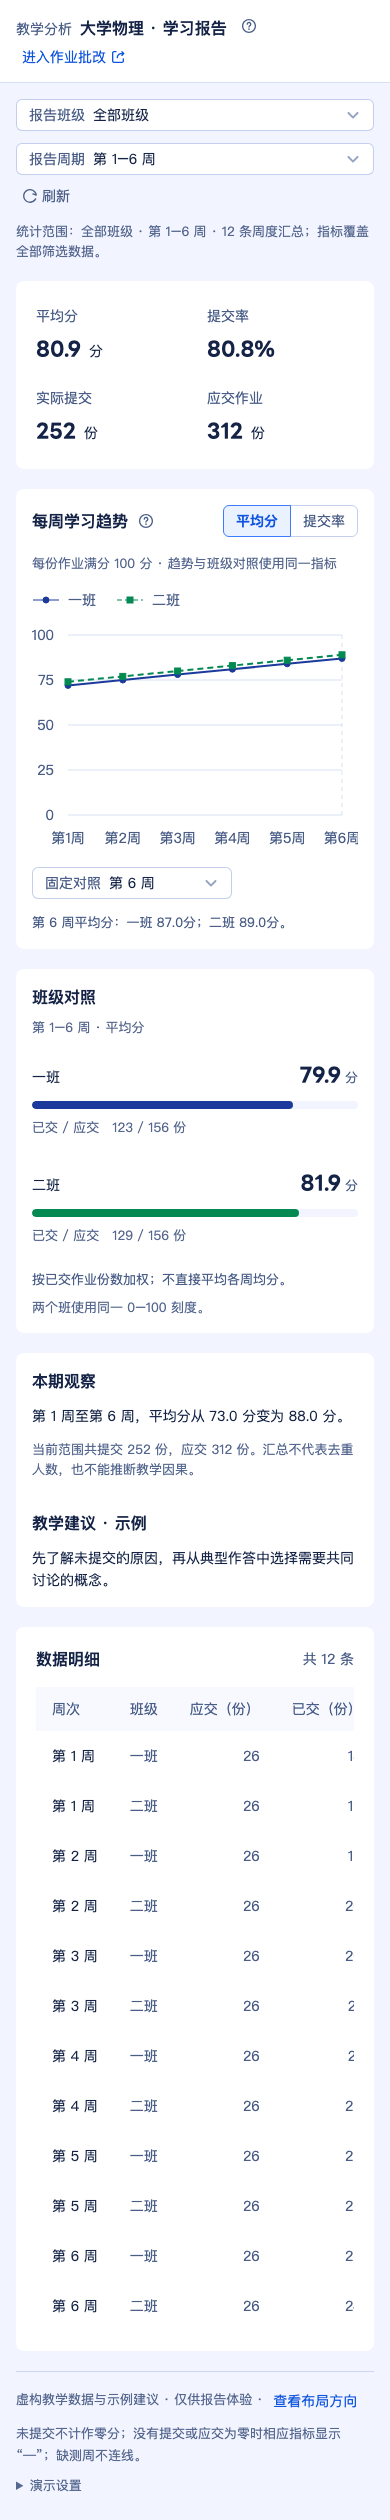 教学分析 大学物理 · 学习报告
进入作业批改
报告班级 全部班级
报告周期 第 1—6 周
刷新
统计范围：全部班级 · 第 1—6 周 · 12 条周度汇总；指标覆盖
全部筛选数据。
平均分 提交率
80.9 分 80.8%
实际提交 应交作业
252 份 312 份
每周学习趋势 平均分 提交率
每份作业满分 100 分 · 趋势与班级对照使用同一指标
一班 二班
100
75
50
25
0
第1周 第2周 第3周 第4周 第5周 第6周
固定对照 第 6 周
第 6 周平均分：一班 87.0分；二班 89.0分。
班级对照
第 1—6 周 · 平均分
一班 79.9 分
已交 / 应交 123 / 156 份
二班 81.9 分
已交 / 应交 129 / 156 份
按已交作业份数加权；不直接平均各周均分。
两个班使用同一 0—100 刻度。
本期观察
第 1 周至第 6 周，平均分从 73.0 分变为 88.0 分。
当前范围共提交 252 份，应交 312 份。汇总不代表去重
人数，也不能推断教学因果。
教学建议 · 示例
先了解未提交的原因，再从典型作答中选择需要共同
讨论的概念。
数据明细 共 12 条
周次 班级 应交（份） 已交（份）
第 1 周 一班 26
第 1 周 二班 26
第 2 周 一班 26
第 2 周 二班 26
第 3 周 一班 26
第 3 周 二班 26
第 4 周 一班 26
第 4 周 二班 26
第 5 周 一班 26
第 5 周 二班 26
第 6 周 一班 26
第 6 周 二班 26
虚构教学数据与示例建议 · 仅供报告体验 · 查看布局方向
未提交不计作零分；没有提交或应交为零时相应指标显示
“—”；缺测周不连线。
演示设置